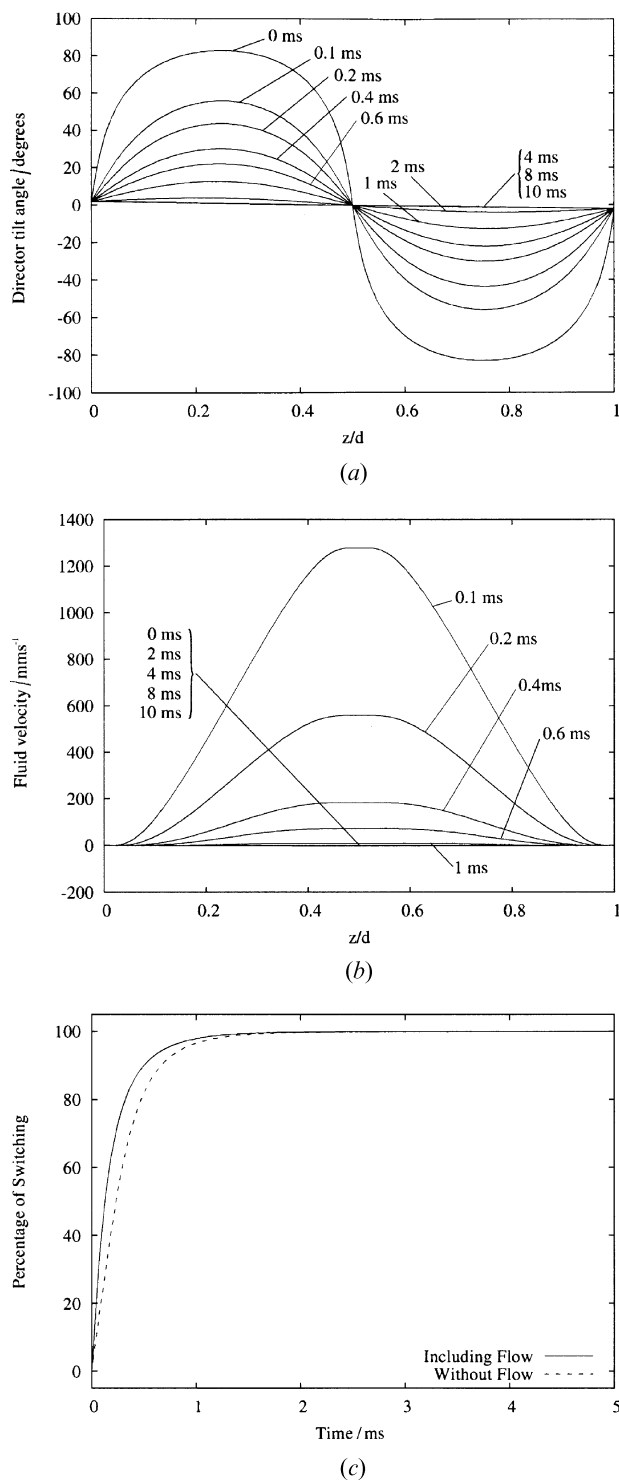 100
80
60
40
20
0
-20
-40
-60
-80
-100
Director tilt angle / degrees
0 ms
0.1 ms
0.2 ms
0.4 ms
0.6 ms
1 ms
2 ms
4 ms
8 ms
10 ms
0 0.2 0.4 0.6 0.8 1
z/d
(a)
1400
1200
1000
800
600
400
200
0
-200
Fluid velocity / mms⁻¹
0 ms
2 ms
4 ms
8 ms
10 ms
0.1 ms
0.2 ms
0.4ms
0.6 ms
1 ms
0 0.2 0.4 0.6 0.8 1
z/d
(b)
100
80
60
40
20
0
Percentage of Switching
Including Flow
Without Flow
0 1 2 3 4 5
Time / ms
(c)